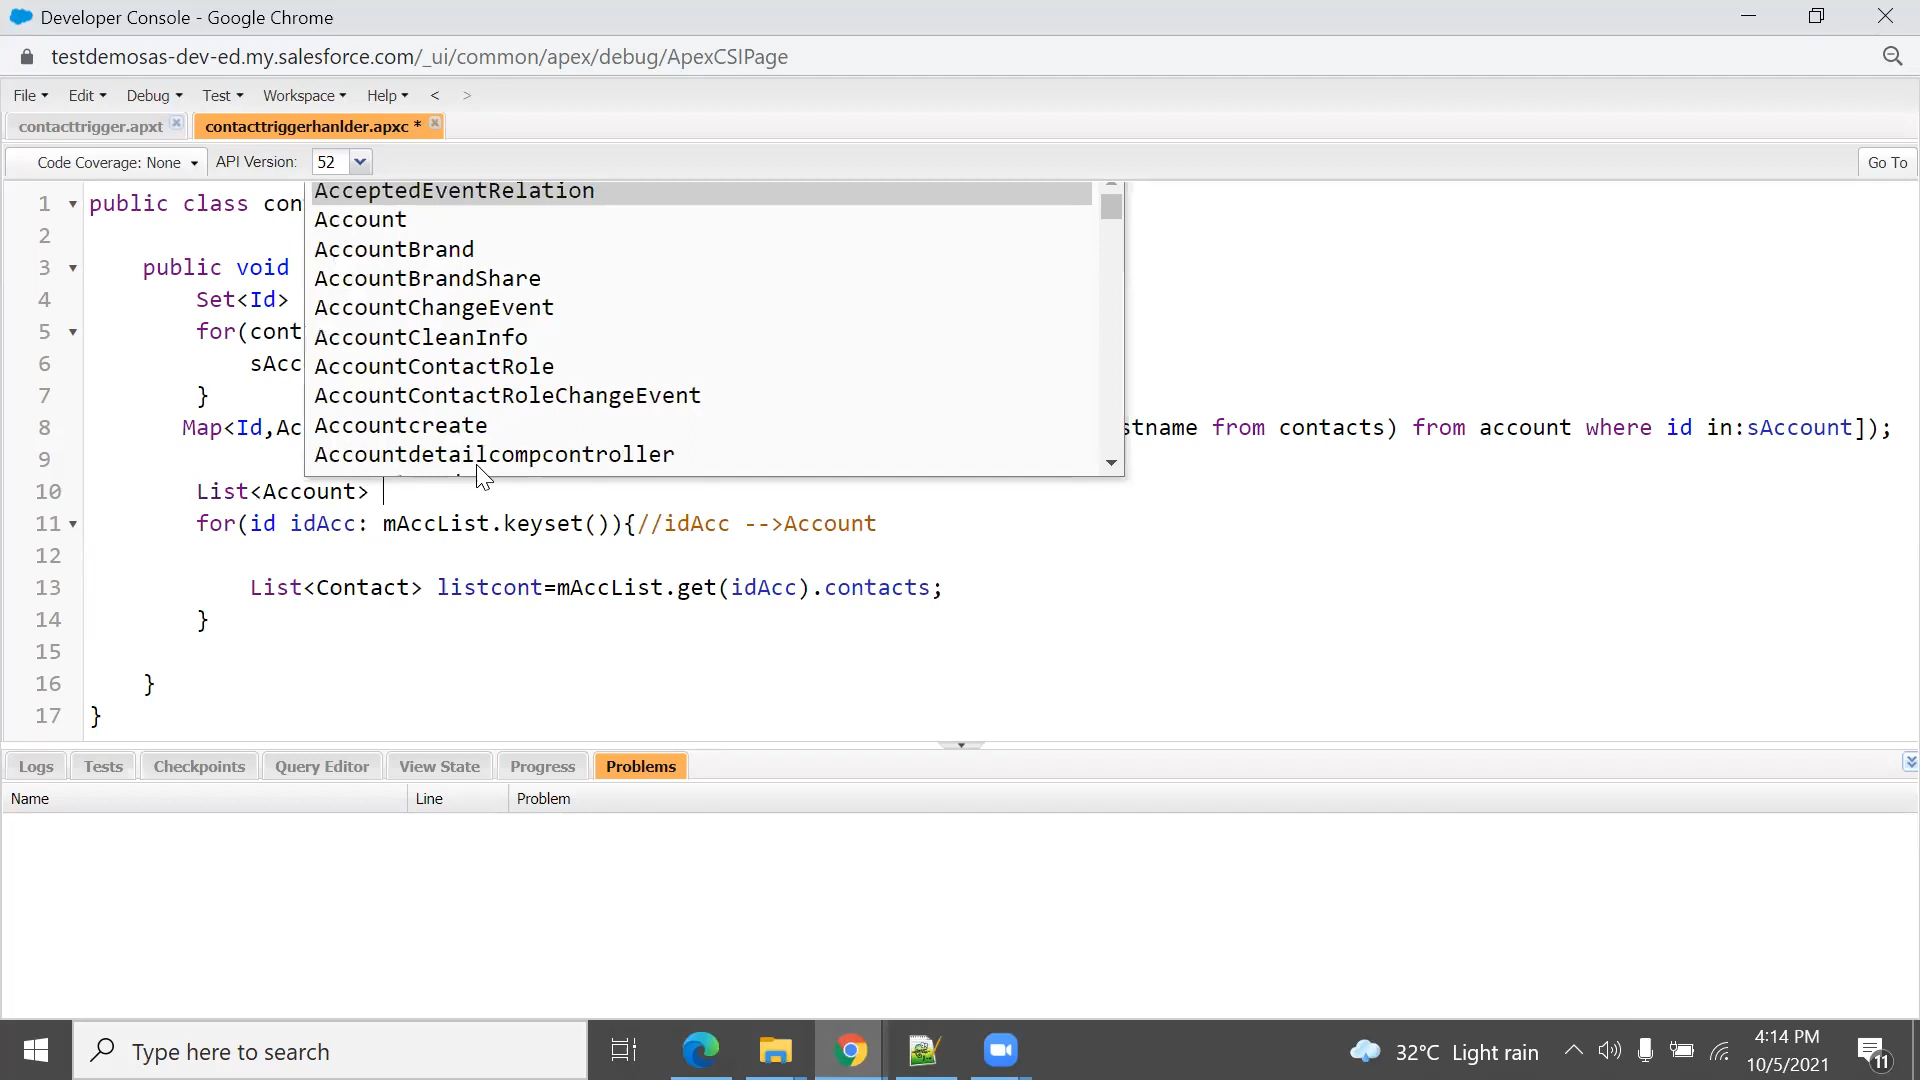 Developer Console - Google Chrome
testdemosas-dev-ed.my.salesforce.com/_ui/common/apex/debug/ApexCSIPage
File Edit Debug Test Workspace Help < >
contacttrigger.apxt contacttriggerhanlder.apxc *
Code Coverage: None API Version: 52 Go To
1 public class con
2
3 public void
4 Set<Id>
5 for(cont
6 sAcc
7 }
8 Map<Id,Ac stname from contacts) from account where id in:sAccount]);
9
10 List<Account>
11 for(id idAcc: mAccList.keyset()){//idAcc -->Account
12
13 List<Contact> listcont=mAccList.get(idAcc).contacts;
14 }
15
16 }
17 }
AcceptedEventRelation
Account
AccountBrand
AccountBrandShare
AccountChangeEvent
AccountCleanInfo
AccountContactRole
AccountContactRoleChangeEvent
Accountcreate
Accountdetailcompcontroller
Logs Tests Checkpoints Query Editor View State Progress Problems
Name Line Problem
Type here to search
32°C Light rain
4:14 PM
10/5/2021
11